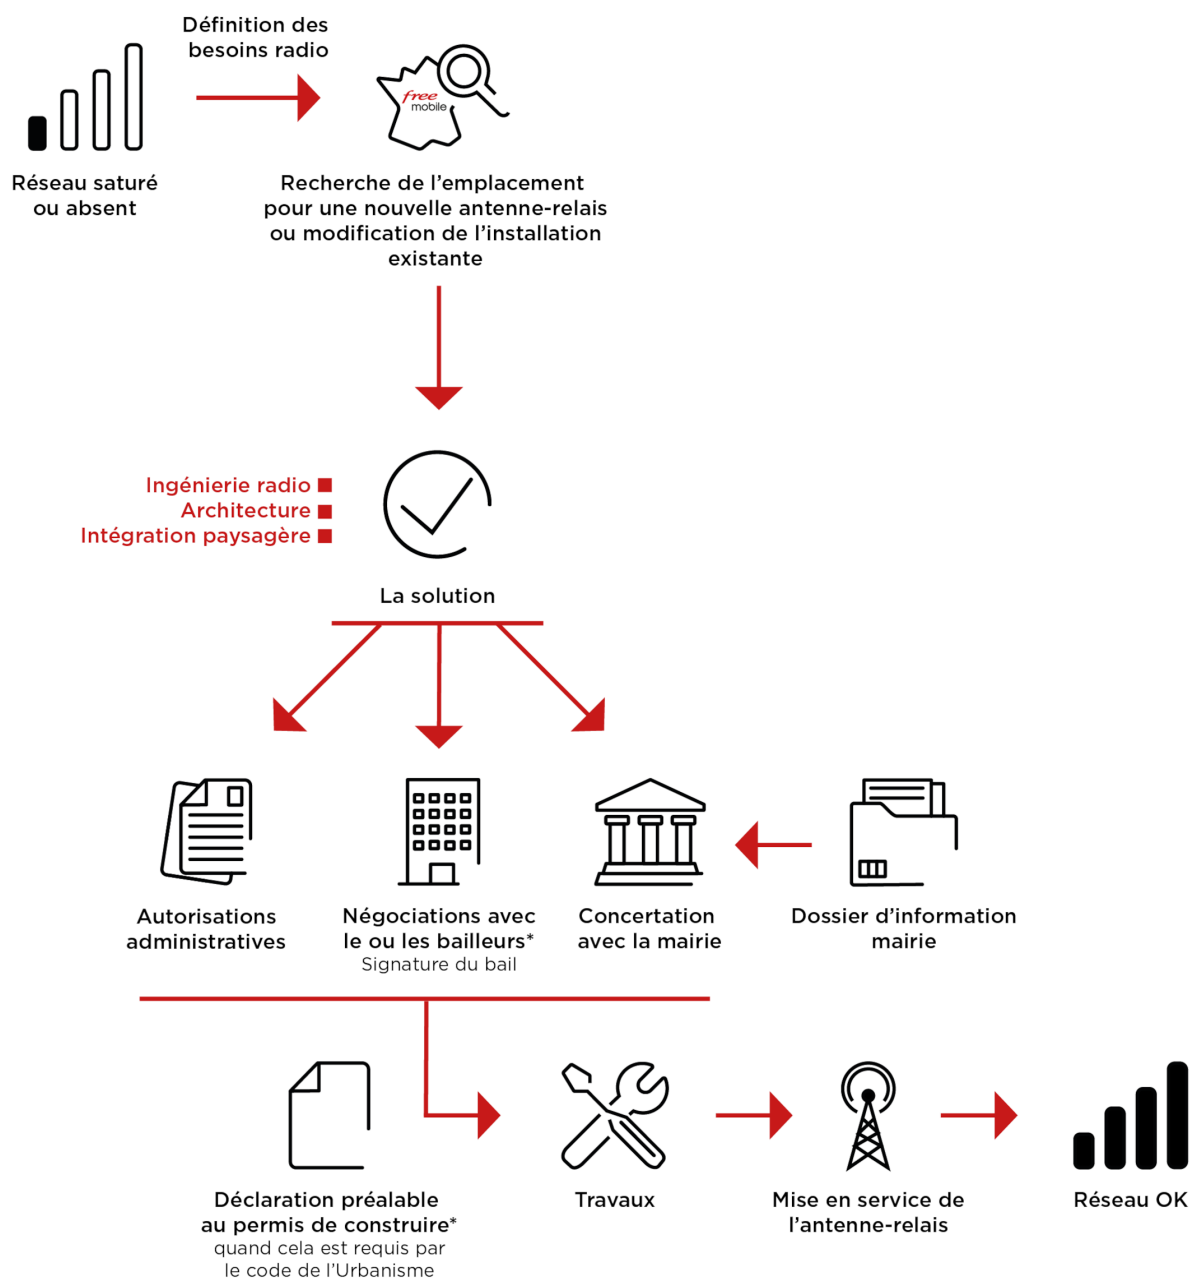 Définition des
besoins radio
free
mobile
Réseau saturé
ou absent
Recherche de l’emplacement
pour une nouvelle antenne-relais
ou modification de l’installation
existante
Ingénierie radio
Architecture
Intégration paysagère
La solution
Autorisations
administratives
Négociations avec
le ou les bailleurs*
Signature du bail
Concertation
avec la mairie
Dossier d’information
mairie
Déclaration préalable
au permis de construire*
quand cela est requis par
le code de l’Urbanisme
Travaux
Mise en service de
l’antenne-relais
Réseau OK